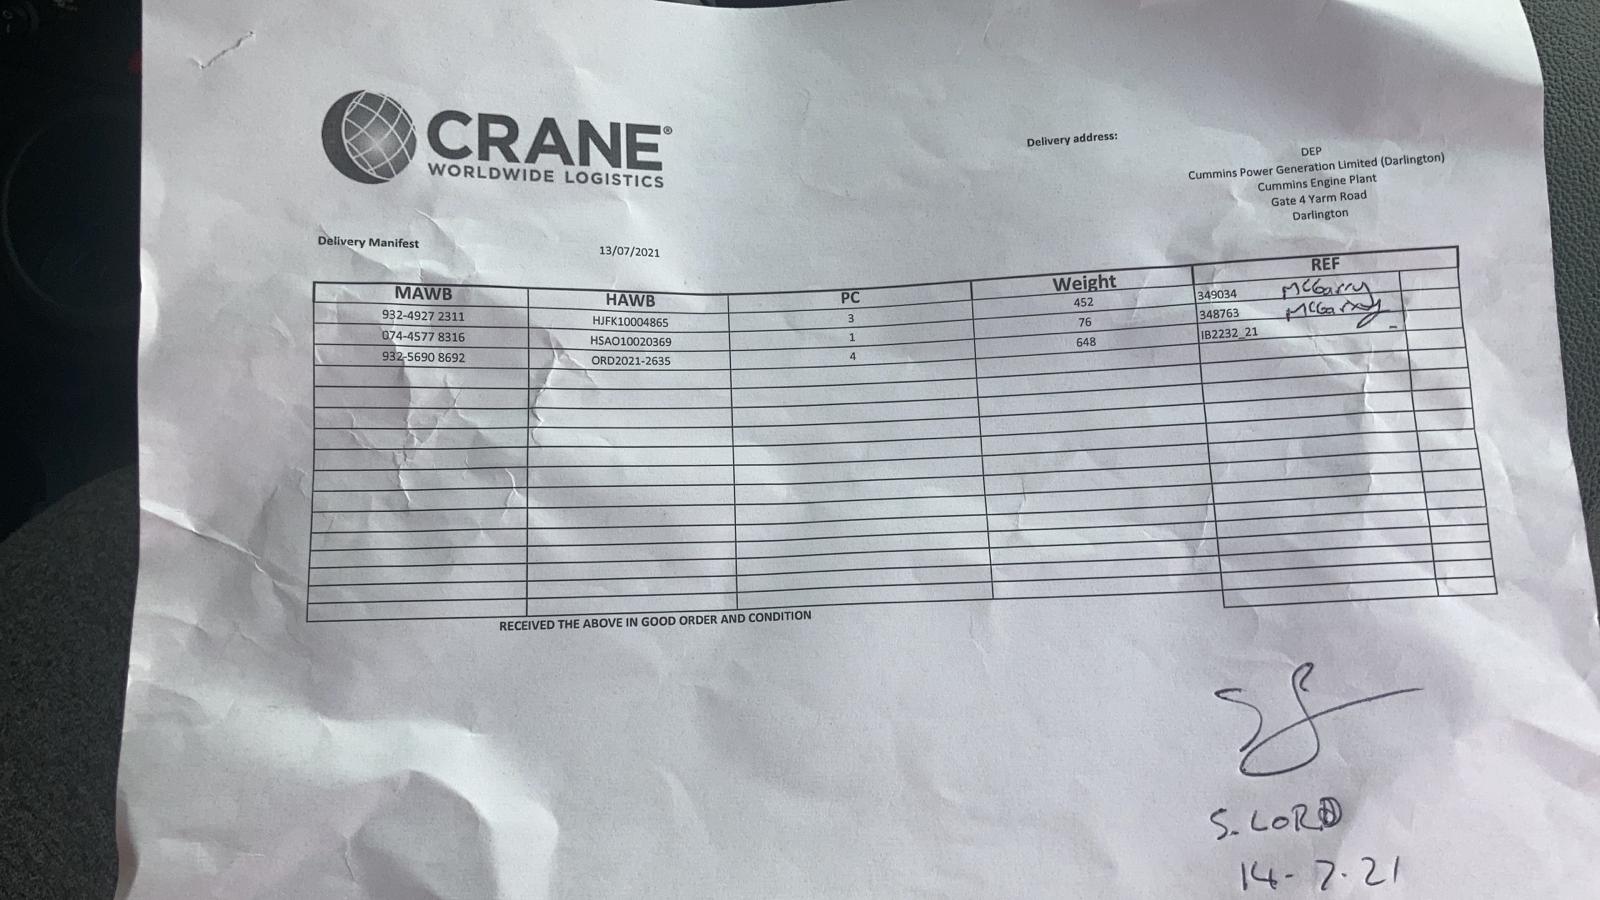 CRANE®
WORLDWIDE LOGISTICS
Delivery address:
DEP
Cummins Power Generation Limited (Darlington)
Cummins Engine Plant
Gate 4 Yarm Road
Darlington
Delivery Manifest 13/07/2021
MAWB HAWB PC Weight REF
932-4927 2311 HJFK10004865 3 452 349034 McGarry
074-4577 8316 HSAO10020369 1 76 348763 McGarry
932-5690 8692 ORD2021-2635 4 648 IB2232_21
RECEIVED THE ABOVE IN GOOD ORDER AND CONDITION
S. LORD
14-7-21